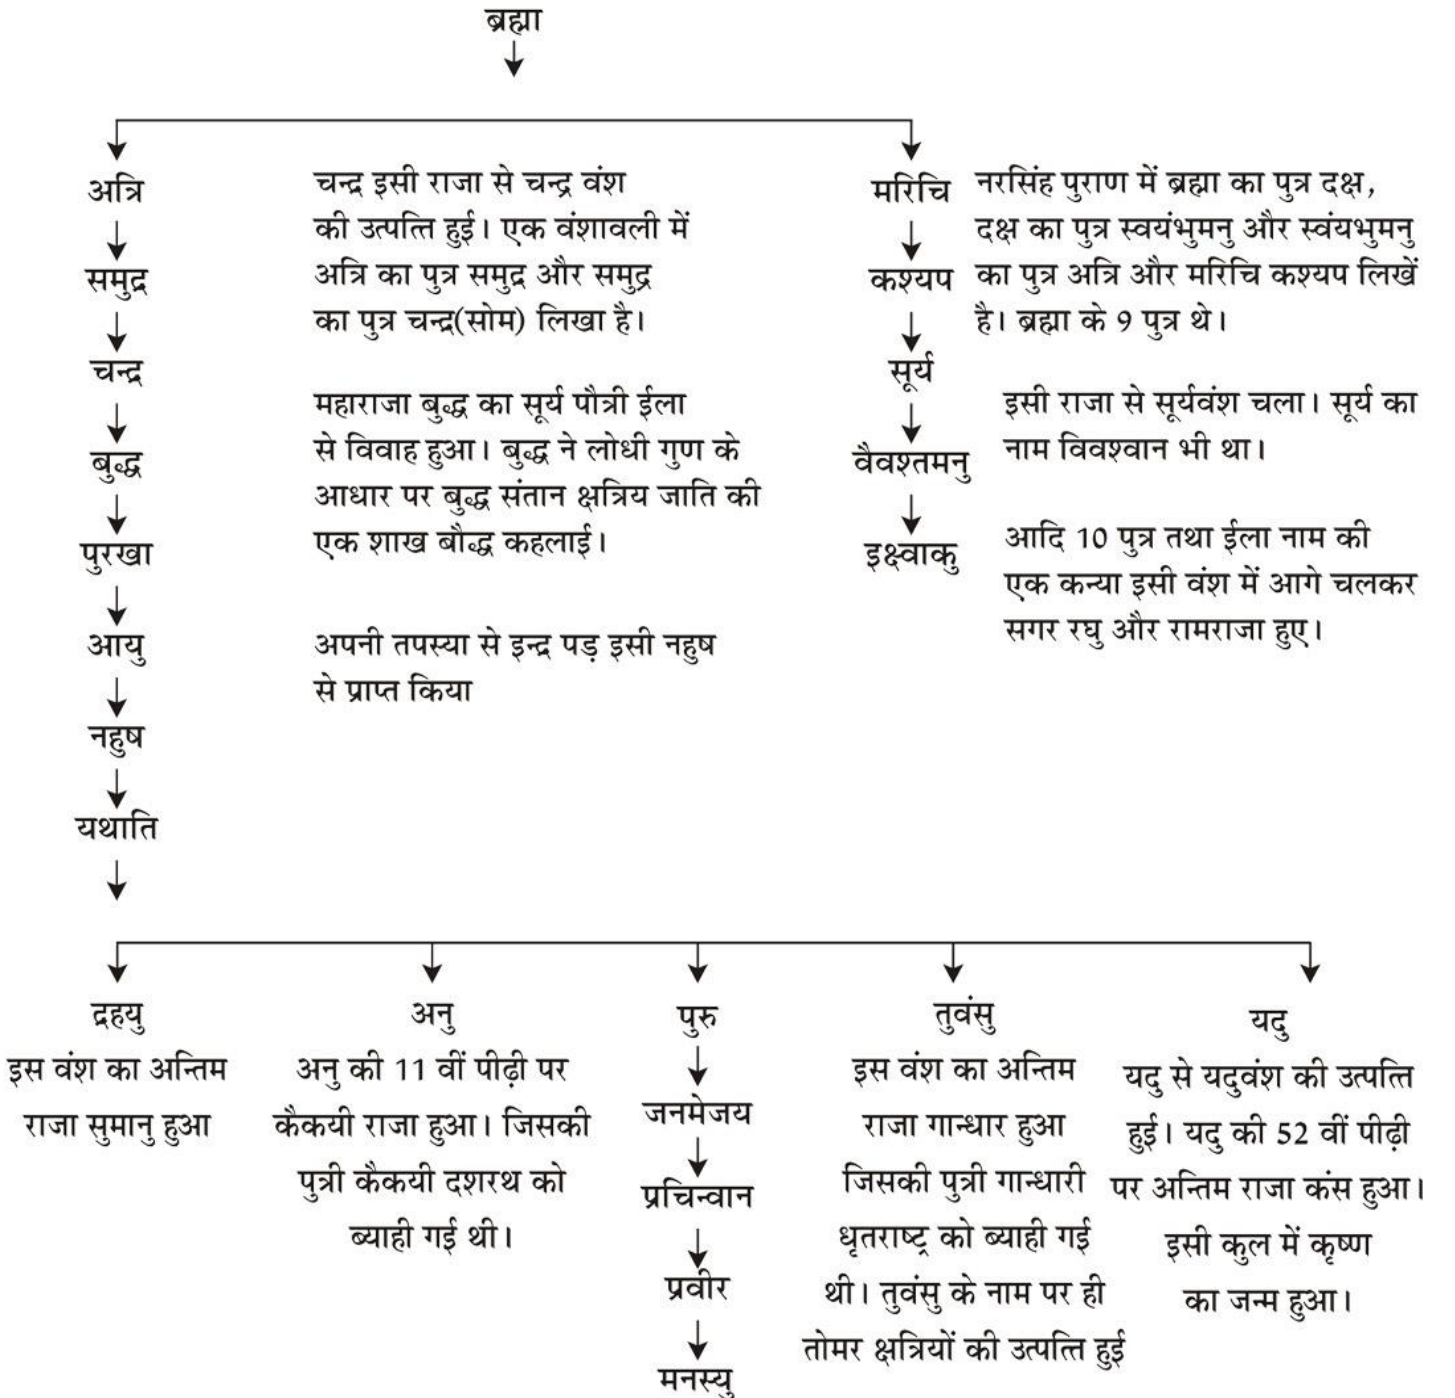 ब्रह्मा
अत्रि
समुद्र
चन्द्र
बुद्ध
पुरखा
आयु
नहुष
यथाति
चन्द्र इसी राजा से चन्द्र वंश
की उत्पत्ति हुई। एक वंशावली में
अत्रि का पुत्र समुद्र और समुद्र
का पुत्र चन्द्र(सोम) लिखा है।
महाराजा बुद्ध का सूर्य पौत्री ईला
से विवाह हुआ। बुद्ध ने लोधी गुण के
आधार पर बुद्ध संतान क्षत्रिय जाति की
एक शाख बौद्ध कहलाई।
अपनी तपस्या से इन्द्र पड़ इसी नहुष
से प्राप्त किया
मरिचि
कश्यप
सूर्य
वैवश्तमनु
इक्ष्वाकु
नरसिंह पुराण में ब्रह्मा का पुत्र दक्ष,
दक्ष का पुत्र स्वयंभुमनु और स्वंयभुमनु
का पुत्र अत्रि और मरिचि कश्यप लिखें
है। ब्रह्मा के 9 पुत्र थे।
इसी राजा से सूर्यवंश चला। सूर्य का
नाम विवश्वान भी था।
आदि 10 पुत्र तथा ईला नाम की
एक कन्या इसी वंश में आगे चलकर
सगर रघु और रामराजा हुए।
द्रहयु
इस वंश का अन्तिम
राजा सुमानु हुआ
अनु
अनु की 11 वीं पीढ़ी पर
कैकयी राजा हुआ। जिसकी
पुत्री कैकयी दशरथ को
ब्याही गई थी।
पुरु
जनमेजय
प्रचिन्वान
प्रवीर
मनस्यु
तुवंसु
इस वंश का अन्तिम
राजा गान्धार हुआ
जिसकी पुत्री गान्धारी
धृतराष्ट्र को ब्याही गई
थी। तुवंसु के नाम पर ही
तोमर क्षत्रियों की उत्पत्ति हुई
यदु
यदु से यदुवंश की उत्पत्ति
हुई। यदु की 52 वीं पीढ़ी
पर अन्तिम राजा कंस हुआ।
इसी कुल में कृष्ण
का जन्म हुआ।